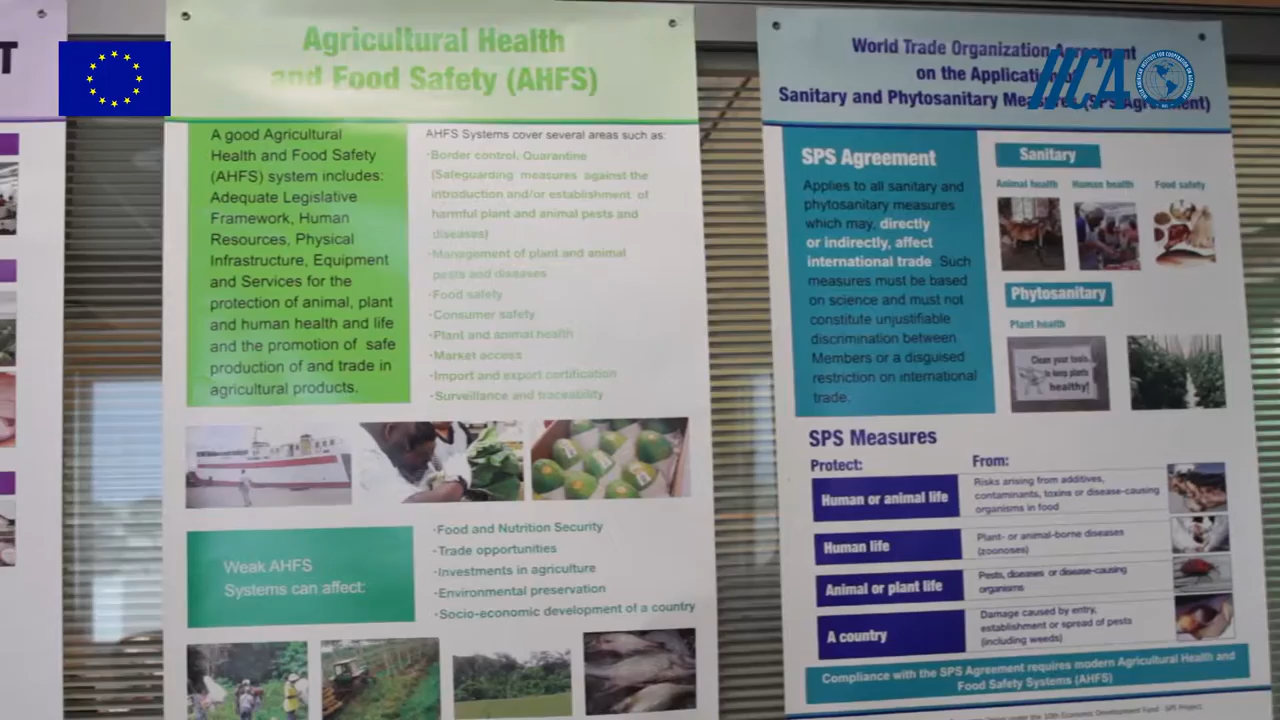 T
Agricultural Health
and Food Safety (AHFS)
A good Agricultural
Health and Food Safety
(AHFS) system includes:
Adequate Legislative
Framework, Human
Resources, Physical
Infrastructure, Equipment
and Services for the
protection of animal, plant
and human health and life
and the promotion of safe
production of and trade in
agricultural products.
AHFS Systems cover several areas such as:
·Border control, Quarantine
(Safeguarding measures against the
introduction and/or establishment of
harmful plant and animal pests and
diseases)
·Management of plant and animal
pests and diseases
·Food safety
·Consumer safety
·Plant and animal health
·Market access
·Import and export certification
·Surveillance and traceability
Weak AHFS
Systems can affect:
·Food and Nutrition Security
·Trade opportunities
·Investments in agriculture
·Environmental preservation
·Socio-economic development of a country
World Trade Organization Agreement
on the Application of
Sanitary and Phytosanitary Measures (SPS Agreement)
IICA
SPS Agreement
Applies to all sanitary and
phytosanitary measures
which may, directly
or indirectly, affect
international trade Such
measures must be based
on science and must not
constitute unjustifiable
discrimination between
Members or a disguised
restriction on international
trade.
Sanitary
Animal health Human health Food safety
Phytosanitary
Plant health
Clean your tools
to keep plants
healthy!
SPS Measures
Protect: From:
Human or animal life
Risks arising from additives,
contaminants, toxins or disease-causing
organisms in food
Human life
Plant- or animal-borne diseases
(zoonoses)
Animal or plant life
Pests, diseases or disease-causing
organisms
A country
Damage caused by entry,
establishment or spread of pests
(including weeds)
Compliance with the SPS Agreement requires modern Agricultural Health and
Food Safety Systems (AHFS)
under the 10th Economic Development Fund - SPS Project